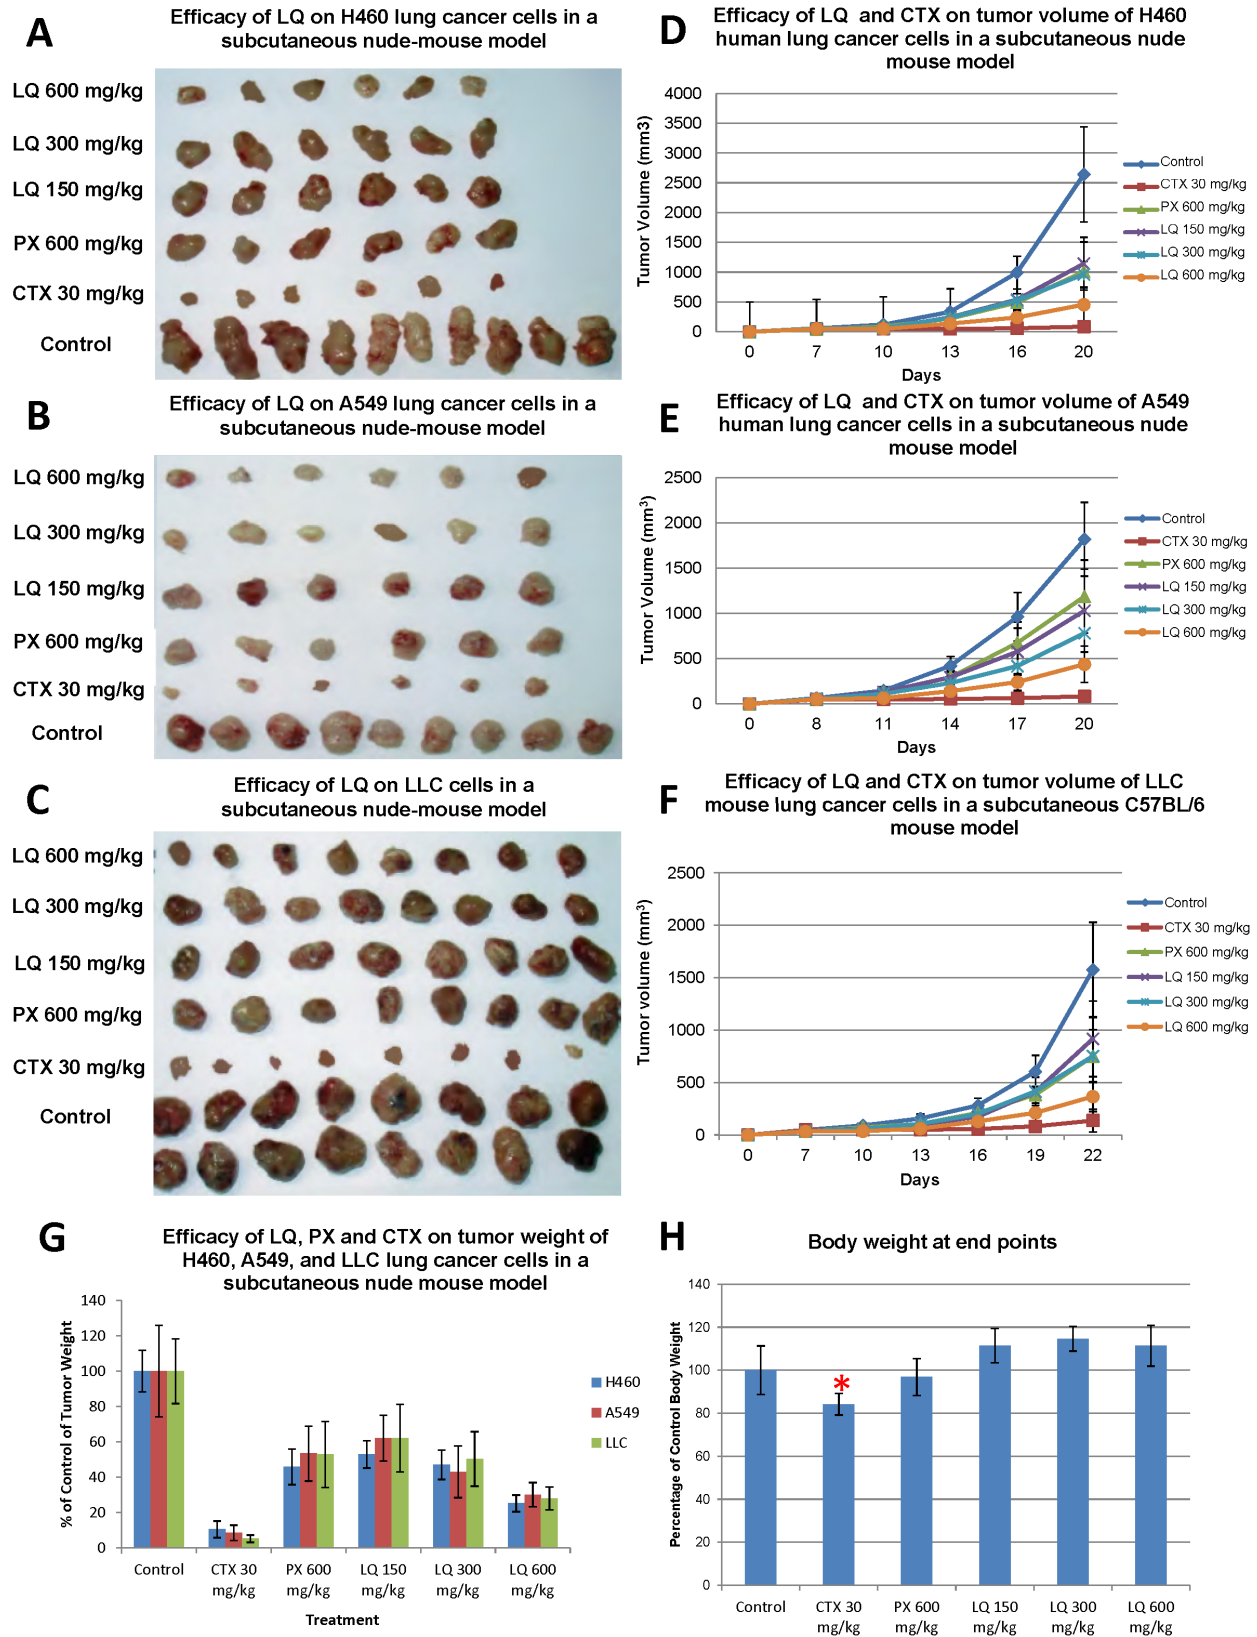 A
Efficacy of LQ on H460 lung cancer cells in a
subcutaneous nude-mouse model
LQ 600 mg/kg
LQ 300 mg/kg
LQ 150 mg/kg
PX 600 mg/kg
CTX 30 mg/kg
Control
D
Efficacy of LQ and CTX on tumor volume of H460
human lung cancer cells in a subcutaneous nude
mouse model
Tumor Volume (mm3)
4000
3500
3000
2500
2000
1500
1000
500
0
0 7 10 13 16 20
Days
Control
CTX 30 mg/kg
PX 600 mg/kg
LQ 150 mg/kg
LQ 300 mg/kg
LQ 600 mg/kg
B
Efficacy of LQ on A549 lung cancer cells in a
subcutaneous nude-mouse model
LQ 600 mg/kg
LQ 300 mg/kg
LQ 150 mg/kg
PX 600 mg/kg
CTX 30 mg/kg
Control
E
Efficacy of LQ and CTX on tumor volume of A549
human lung cancer cells in a subcutaneous nude
mouse model
Tumor Volume (mm³)
2500
2000
1500
1000
500
0
0 8 11 14 17 20
Days
Control
CTX 30 mg/kg
PX 600 mg/kg
LQ 150 mg/kg
LQ 300 mg/kg
LQ 600 mg/kg
C
Efficacy of LQ on LLC cells in a
subcutaneous nude-mouse model
LQ 600 mg/kg
LQ 300 mg/kg
LQ 150 mg/kg
PX 600 mg/kg
CTX 30 mg/kg
Control
F
Efficacy of LQ and CTX on tumor volume of LLC
mouse lung cancer cells in a subcutaneous C57BL/6
mouse model
Tumor volume (mm³)
2500
2000
1500
1000
500
0
0 7 10 13 16 19 22
Days
Control
CTX 30 mg/kg
PX 600 mg/kg
LQ 150 mg/kg
LQ 300 mg/kg
LQ 600 mg/kg
G
Efficacy of LQ, PX and CTX on tumor weight of
H460, A549, and LLC lung cancer cells in a
subcutaneous nude mouse model
% of Control of Tumor Weight
140
120
100
80
60
40
20
0
Control CTX 30 PX 600 LQ 150 LQ 300 LQ 600
mg/kg mg/kg mg/kg mg/kg mg/kg
Treatment
H460
A549
LLC
H
Body weight at end points
Percentage of Control Body Weight
140
120
100
80
60
40
20
0
*
Control CTX 30 PX 600 LQ 150 LQ 300 LQ 600
mg/kg mg/kg mg/kg mg/kg mg/kg